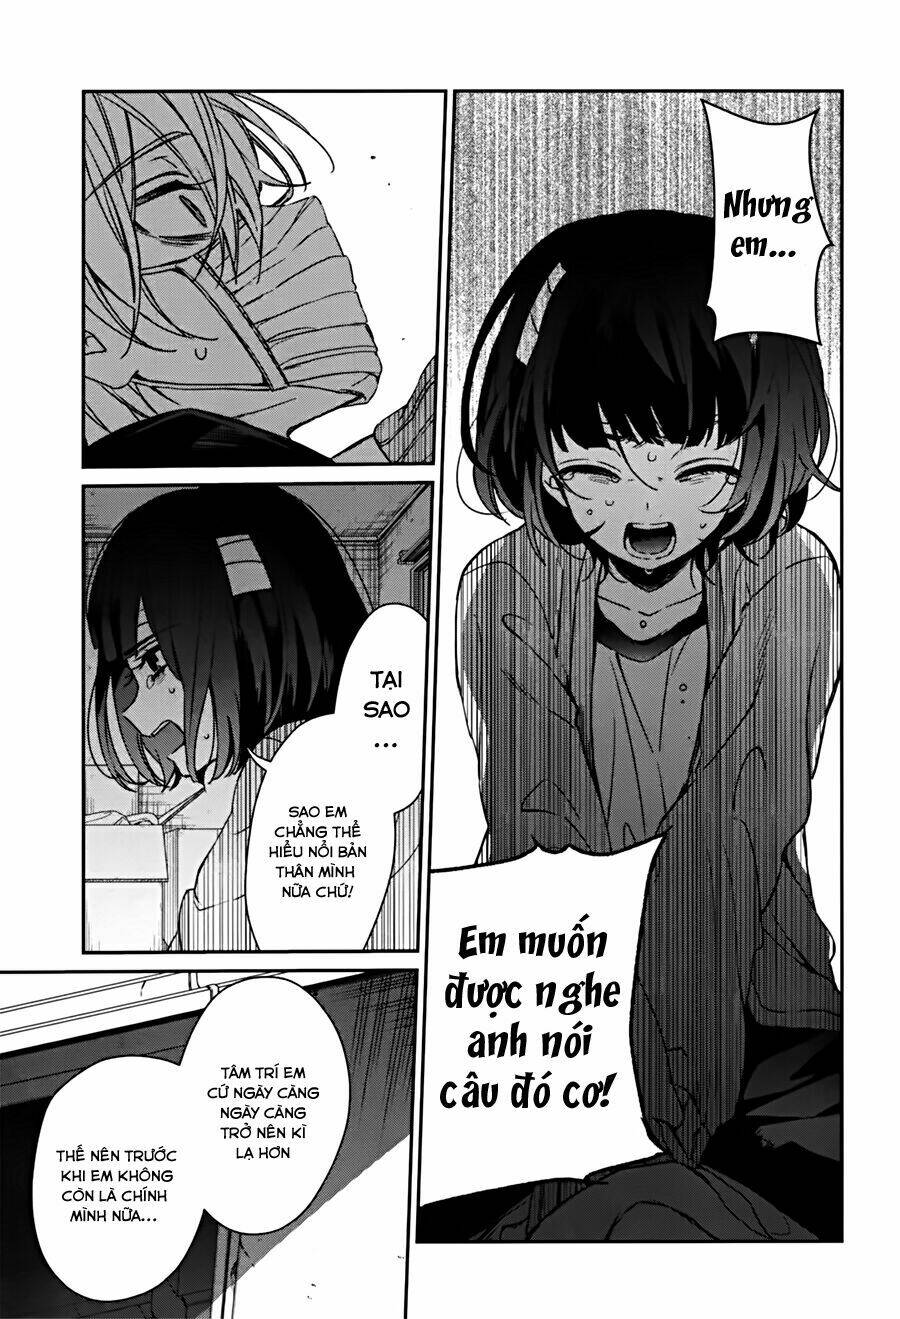 Nhưng
em...
Em muốn
được nghe
anh nói
câu đó cơ!
TẠI
SAO
...
SAO EM
CHẲNG THỂ
HIỂU NỔI BẢN
THÂN MÌNH
NỮA CHỨ!
TÂM TRÍ EM
CỨ NGÀY CÀNG
NGÀY CÀNG
TRỞ NÊN KÌ
LẠ HƠN
THẾ NÊN TRƯỚC
KHI EM KHÔNG
CÒN LÀ CHÍNH
MÌNH NỮA...